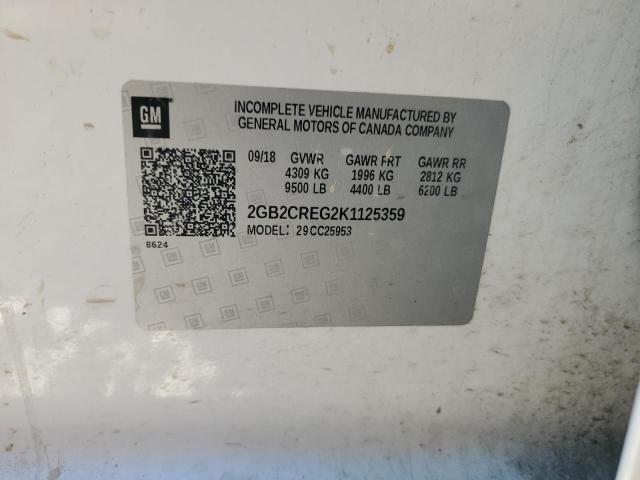 GM
INCOMPLETE VEHICLE MANUFACTURED BY
GENERAL MOTORS OF CANADA COMPANY
09/18 GVWR GAWR FRT GAWR RR
4309 KG 1996 KG 2812 KG
9500 LB 4400 LB 6200 LB
2GB2CREG2K1125359
MODEL: 29CC25953
8624